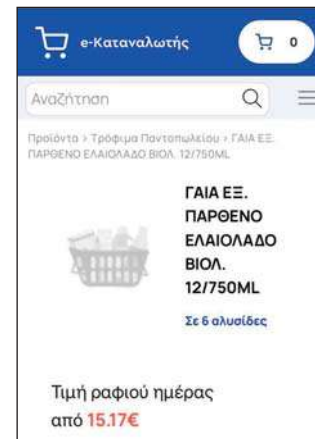 e-Καταναλωτής
0
Αναζήτηση
Προϊόντα > Τρόφιμα Παντοπωλείου > ΓΑΙΑ ΕΞ.
ΠΑΡΘΕΝΟ ΕΛΑΙΟΛΑΔΟ ΒΙΟΛ. 12/750ML
ΓΑΙΑ ΕΞ.
ΠΑΡΘΕΝΟ
ΕΛΑΙΟΛΑΔΟ
ΒΙΟΛ.
12/750ML
Σε 6 αλυσίδες
Τιμή ραφιού ημέρας
από 15.17€